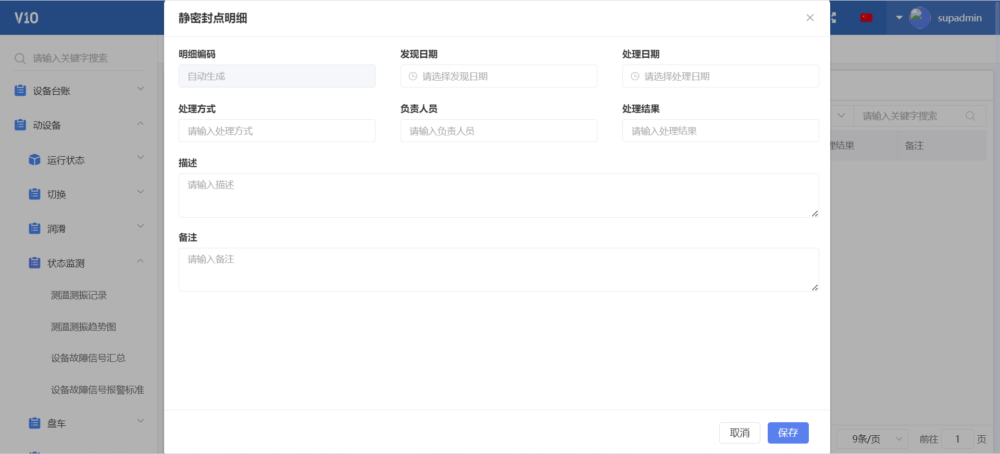 V10
静密封点明细
supadmin
请输入关键字搜索
设备台账
动设备
运行状态
切换
润滑
状态监测
测温测振记录
测温测振趋势图
设备故障信号汇总
设备故障信号报警标准
盘车
明细编码
发现日期
处理日期
自动生成
请选择发现日期
请选择处理日期
处理方式
负责人员
处理结果
请输入处理方式
请输入负责人员
请输入处理结果
描述
请输入描述
备注
请输入备注
取消
保存
请输入关键字搜索
理结果
备注
9条/页
前往
1
页